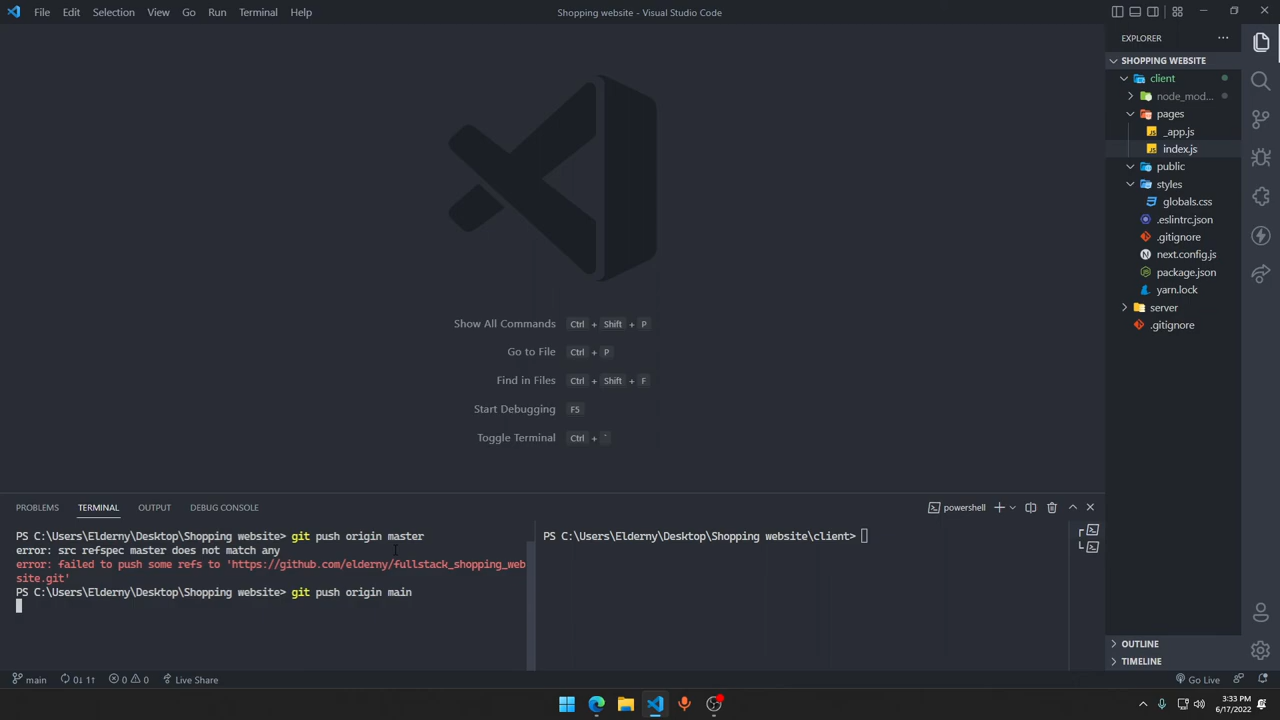 File Edit Selection View Go Run Terminal Help
Shopping website - Visual Studio Code
EXPLORER
SHOPPING WEBSITE
client
node_mod...
pages
_app.js
index.js
public
styles
globals.css
.eslintrc.json
.gitignore
next.config.js
package.json
yarn.lock
server
.gitignore
Show All Commands Ctrl + Shift + P
Go to File Ctrl + P
Find in Files Ctrl + Shift + F
Start Debugging F5
Toggle Terminal Ctrl + `
PROBLEMS TERMINAL OUTPUT DEBUG CONSOLE
powershell
PS C:\Users\Elderny\Desktop\Shopping website> git push origin master
error: src refspec master does not match any
error: failed to push some refs to 'https://github.com/elderny/fullstack_shopping_web
site.git'
PS C:\Users\Elderny\Desktop\Shopping website> git push origin main
PS C:\Users\Elderny\Desktop\Shopping website\client>
OUTLINE
TIMELINE
main 0↓ 1↑ 0 0 Live Share
Go Live
3:33 PM
6/17/2022